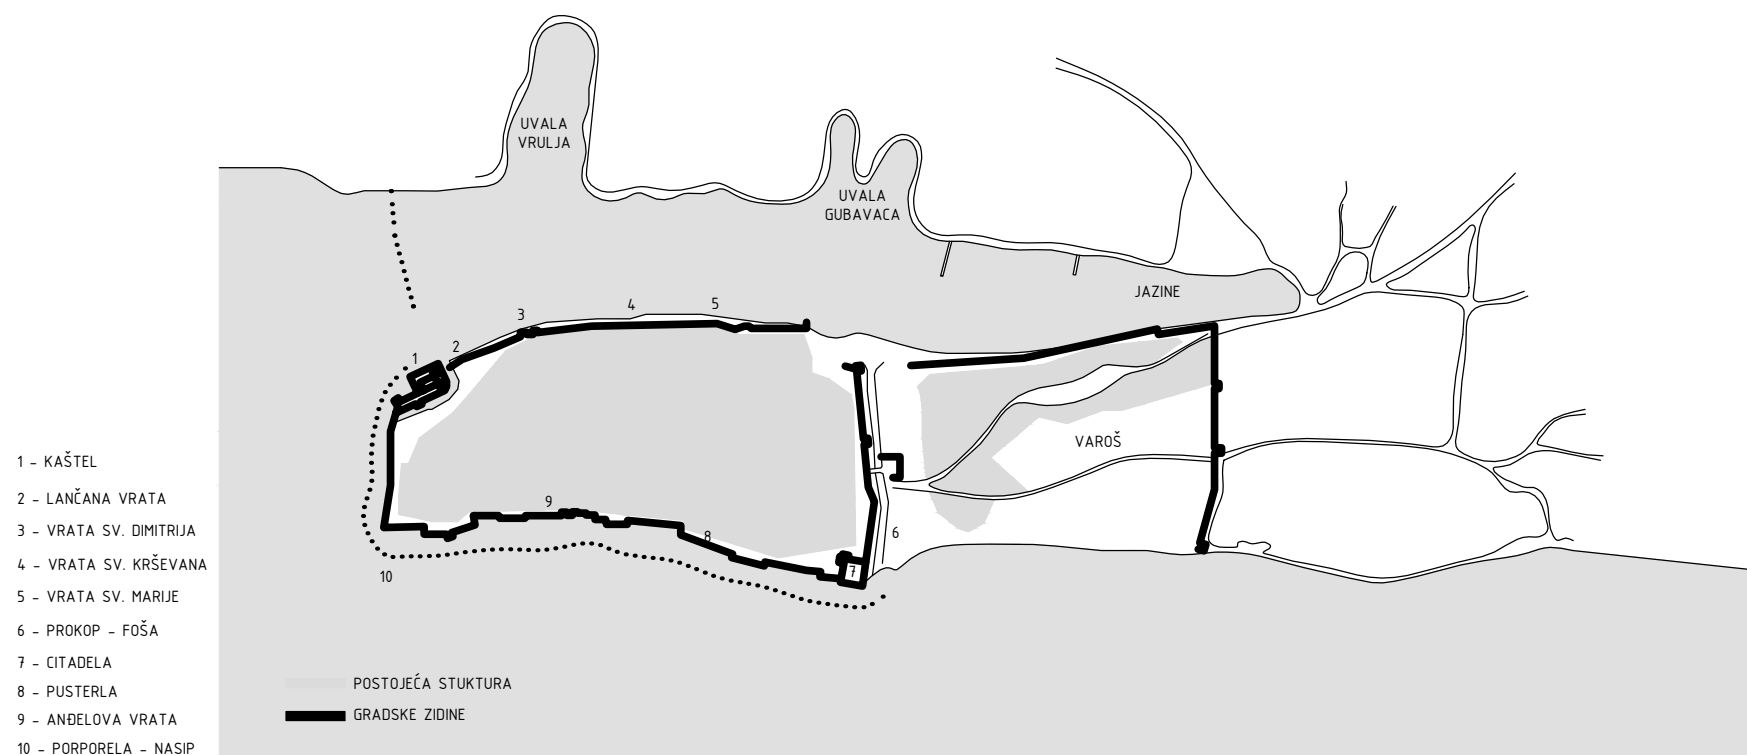 UVALA
VRULJA
UVALA
GUBAVACA
JAZINE
5
4
3
2
1
VAROŠ
9
8
6
7
10
1 - KAŠTEL
2 - LANČANA VRATA
3 - VRATA SV. DIMITRIJA
4 - VRATA SV. KRŠEVANA
5 - VRATA SV. MARIJE
6 - PROKOP - FOŠA
7 - CITADELA
8 - PUSTERLA
9 - ANĐELOVA VRATA
10 - PORPORELA - NASIP
POSTOJEĆA STUKTURA
GRADSKE ZIDINE